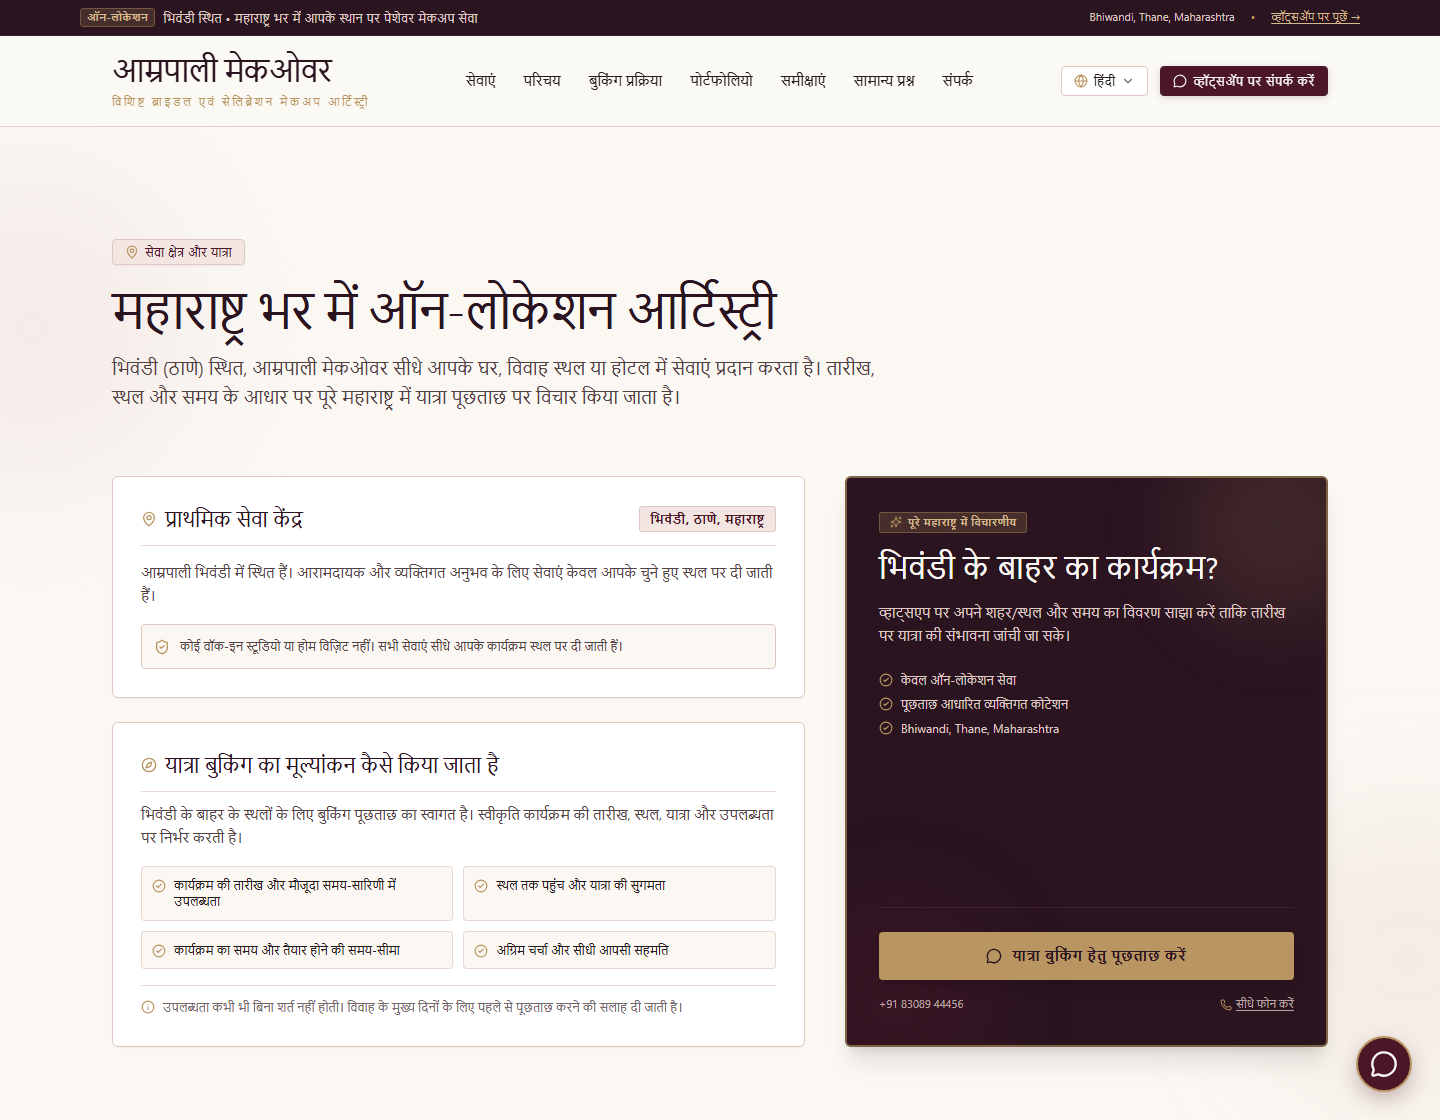 ऑन-लोकेशन भिवंडी स्थित • महाराष्ट्र भर में आपके स्थान पर पेशेवर मेकअप सेवा
Bhiwandi, Thane, Maharashtra • व्हॉट्सॲप पर पूछें →
आम्रपाली मेकओवर
विशिष्ट ब्राइडल एवं सेलिब्रेशन मेकअप आर्टिस्ट्री
सेवाएं परिचय बुकिंग प्रक्रिया पोर्टफोलियो समीक्षाएं सामान्य प्रश्न संपर्क
हिंदी
व्हॉट्सॲप पर संपर्क करें
सेवा क्षेत्र और यात्रा
महाराष्ट्र भर में ऑन-लोकेशन आर्टिस्ट्री
भिवंडी (ठाणे) स्थित, आम्रपाली मेकओवर सीधे आपके घर, विवाह स्थल या होटल में सेवाएं प्रदान करता है। तारीख,
स्थल और समय के आधार पर पूरे महाराष्ट्र में यात्रा पूछताछ पर विचार किया जाता है।
प्राथमिक सेवा केंद्र
भिवंडी, ठाणे, महाराष्ट्र
आम्रपाली भिवंडी में स्थित हैं। आरामदायक और व्यक्तिगत अनुभव के लिए सेवाएं केवल आपके चुने हुए स्थल पर दी जाती
हैं।
कोई वॉक-इन स्टूडियो या होम विज़िट नहीं। सभी सेवाएं सीधे आपके कार्यक्रम स्थल पर दी जाती हैं।
यात्रा बुकिंग का मूल्यांकन कैसे किया जाता है
भिवंडी के बाहर के स्थलों के लिए बुकिंग पूछताछ का स्वागत है। स्वीकृति कार्यक्रम की तारीख, स्थल, यात्रा और उपलब्धता
पर निर्भर करती है।
कार्यक्रम की तारीख और मौजूदा समय-सारिणी में
उपलब्धता
स्थल तक पहुंच और यात्रा की सुगमता
कार्यक्रम का समय और तैयार होने की समय-सीमा
अग्रिम चर्चा और सीधी आपसी सहमति
उपलब्धता कभी भी बिना शर्त नहीं होती। विवाह के मुख्य दिनों के लिए पहले से पूछताछ करने की सलाह दी जाती है।
पूरे महाराष्ट्र में विचारणीय
भिवंडी के बाहर का कार्यक्रम?
व्हाट्सएप पर अपने शहर/स्थल और समय का विवरण साझा करें ताकि तारीख
पर यात्रा की संभावना जांची जा सके।
केवल ऑन-लोकेशन सेवा
पूछताछ आधारित व्यक्तिगत कोटेशन
Bhiwandi, Thane, Maharashtra
यात्रा बुकिंग हेतु पूछताछ करें
+91 83089 44456
सीधे फोन करें